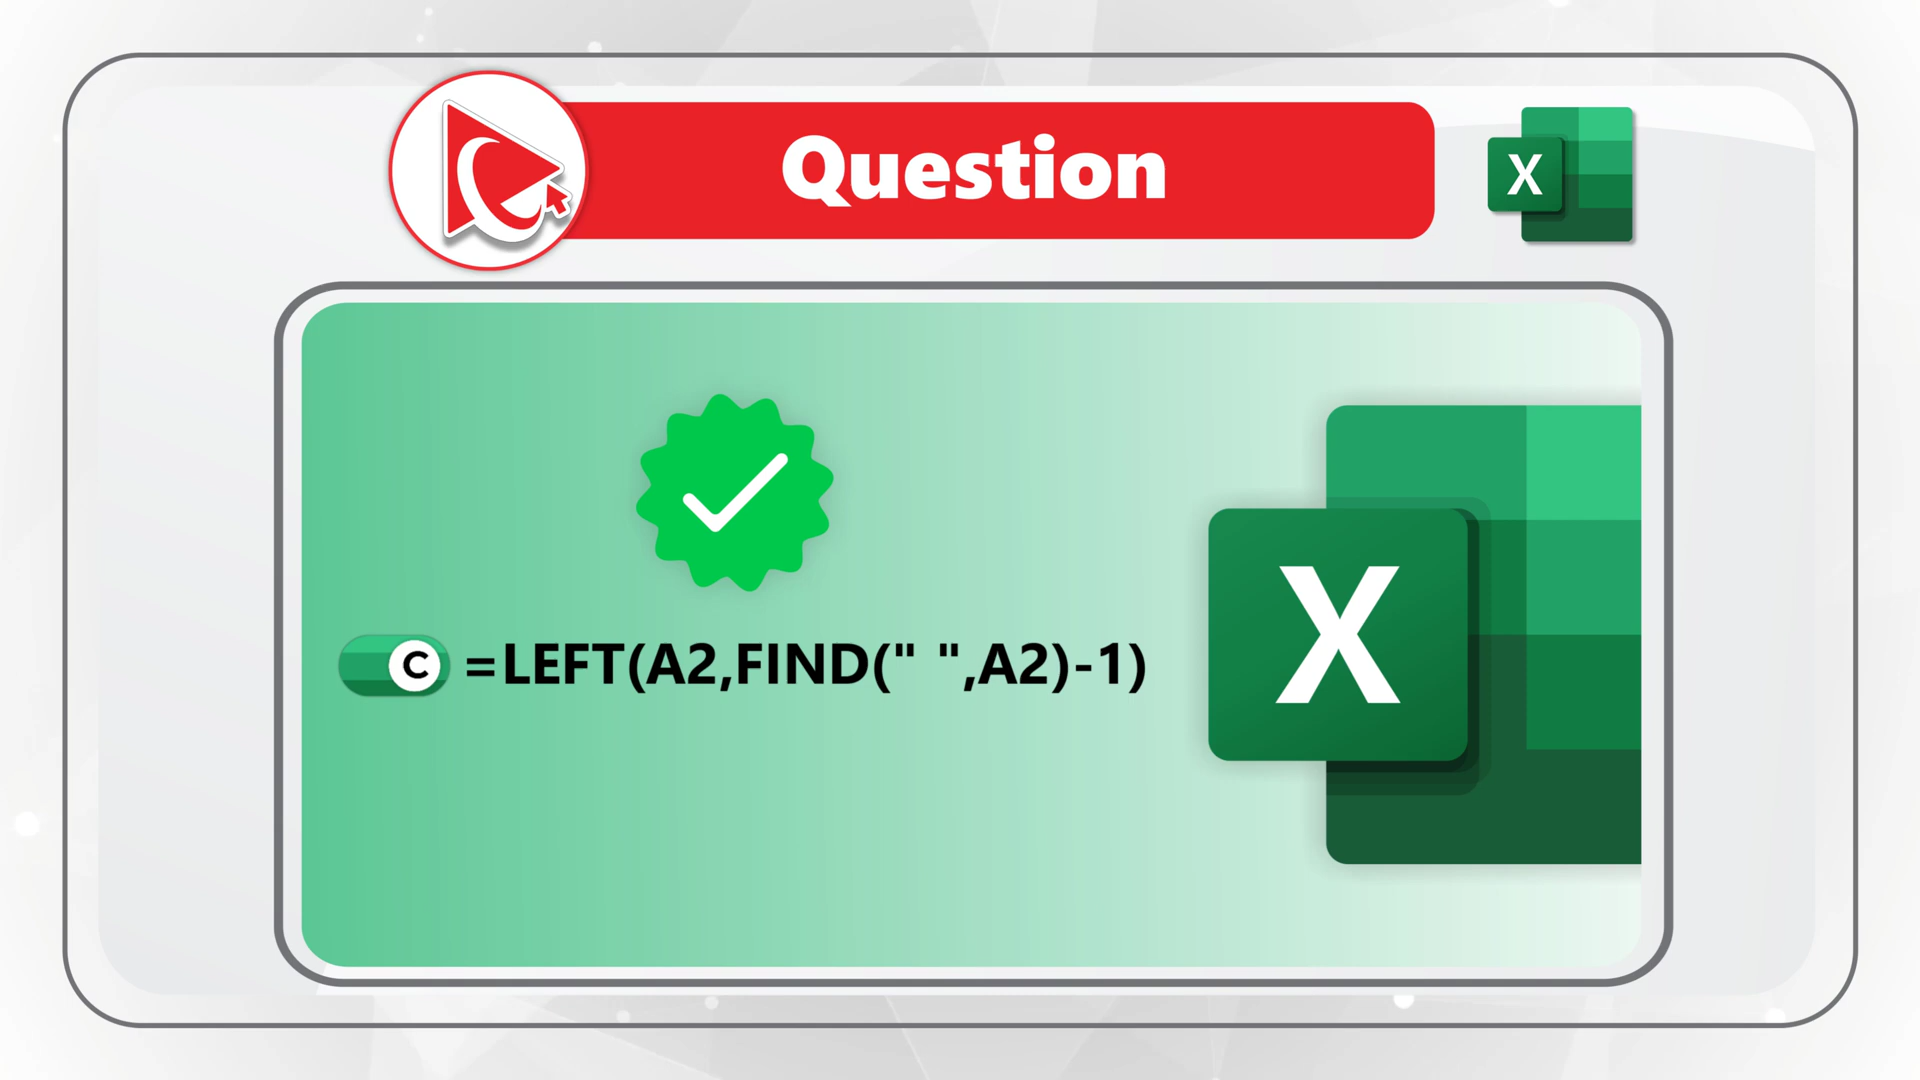 Question
X
C =LEFT(A2,FIND(" ",A2)-1)
X